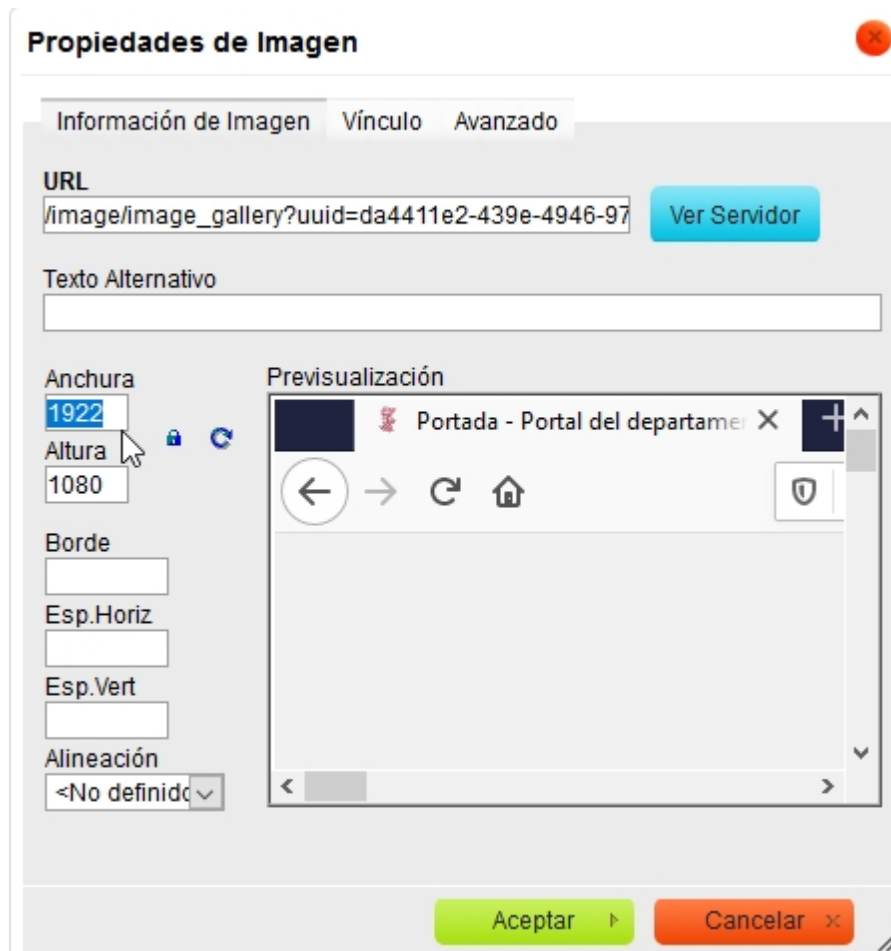 Propiedades de Imagen
Información de Imagen Vínculo Avanzado
URL
/image/image_gallery?uuid=da4411e2-439e-4946-97 Ver Servidor
Texto Alternativo
Anchura
1922
Altura
1080
Previsualización
Portada - Portal del departame
Borde
Esp.Horiz
Esp.Vert
Alineación
<No definido
Aceptar Cancelar